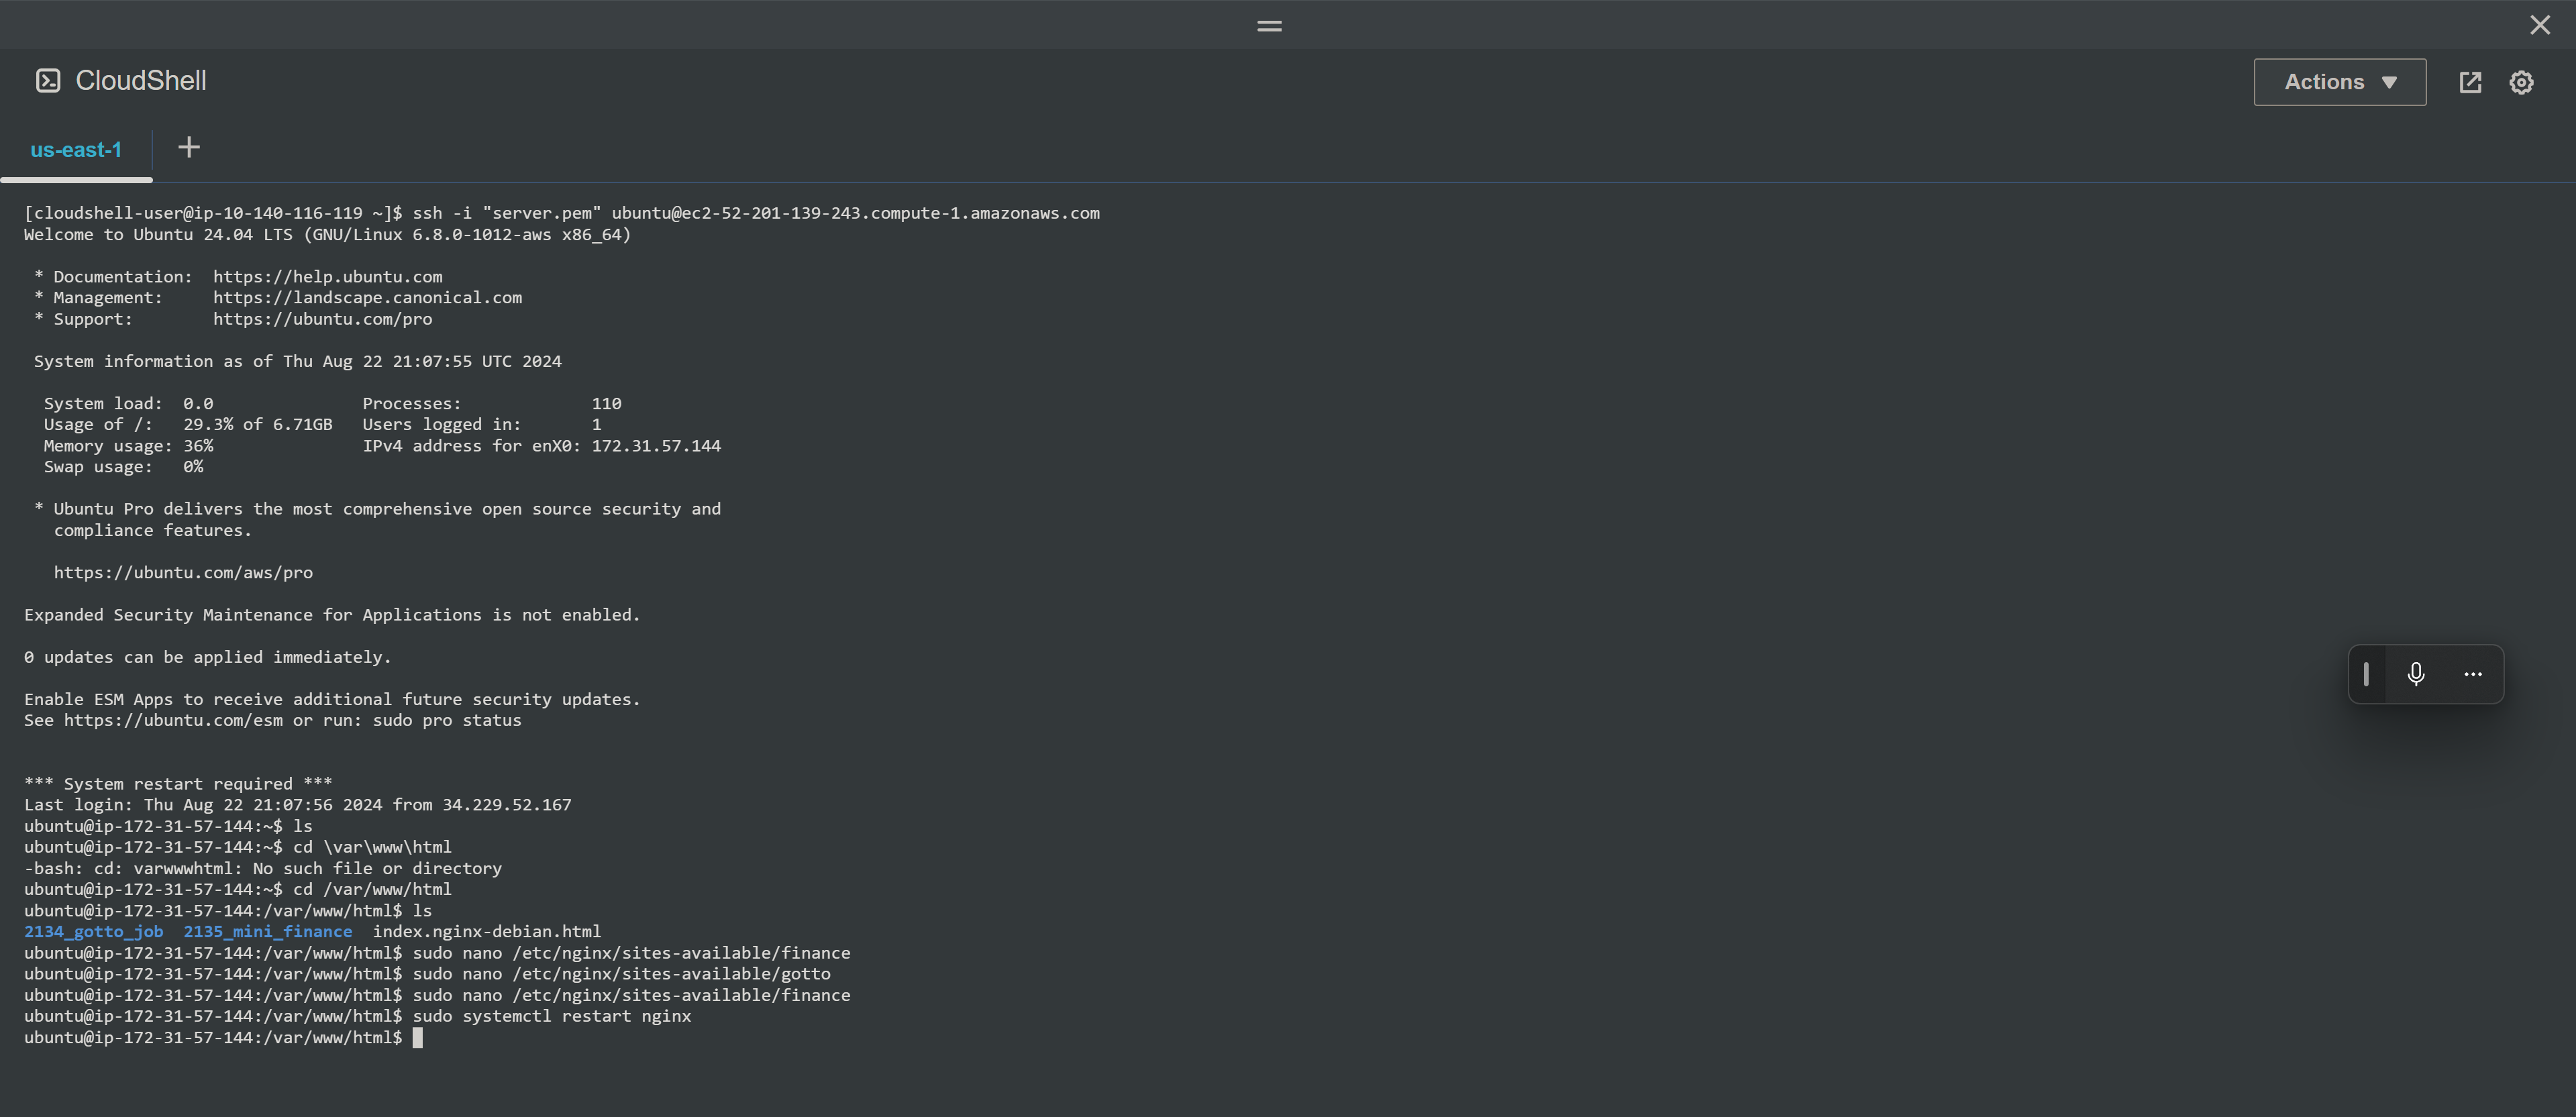 CloudShell
Actions
us-east-1
[cloudshell-user@ip-10-140-116-119 ~]$ ssh -i "server.pem" ubuntu@ec2-52-201-139-243.compute-1.amazonaws.com
Welcome to Ubuntu 24.04 LTS (GNU/Linux 6.8.0-1012-aws x86_64)
* Documentation:  https://help.ubuntu.com
* Management:     https://landscape.canonical.com
* Support:        https://ubuntu.com/pro
System information as of Thu Aug 22 21:07:55 UTC 2024
System load:  0.0               Processes:             110
Usage of /:   29.3% of 6.71GB   Users logged in:       1
Memory usage: 36%               IPv4 address for enX0: 172.31.57.144
Swap usage:   0%
* Ubuntu Pro delivers the most comprehensive open source security and
compliance features.
https://ubuntu.com/aws/pro
Expanded Security Maintenance for Applications is not enabled.
0 updates can be applied immediately.
Enable ESM Apps to receive additional future security updates.
See https://ubuntu.com/esm or run: sudo pro status
*** System restart required ***
Last login: Thu Aug 22 21:07:56 2024 from 34.229.52.167
ubuntu@ip-172-31-57-144:~$ ls
ubuntu@ip-172-31-57-144:~$ cd \var\www\html
-bash: cd: varwwwhtml: No such file or directory
ubuntu@ip-172-31-57-144:~$ cd /var/www/html
ubuntu@ip-172-31-57-144:/var/www/html$ ls
2134_gotto_job  2135_mini_finance  index.nginx-debian.html
ubuntu@ip-172-31-57-144:/var/www/html$ sudo nano /etc/nginx/sites-available/finance
ubuntu@ip-172-31-57-144:/var/www/html$ sudo nano /etc/nginx/sites-available/gotto
ubuntu@ip-172-31-57-144:/var/www/html$ sudo nano /etc/nginx/sites-available/finance
ubuntu@ip-172-31-57-144:/var/www/html$ sudo systemctl restart nginx
ubuntu@ip-172-31-57-144:/var/www/html$